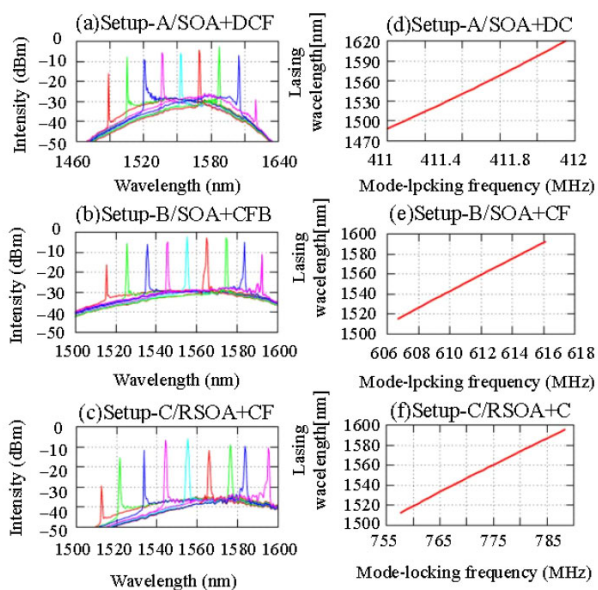 (a)Setup-A/SOA+DCF
Intensity (dBm)
0
−10
−20
−30
−40
−50
1460 1520 1580 1640
Wavelength (nm)
(d)Setup-A/SOA+DC
Lasing
wacelength[nm]
1620
1590
1560
1530
1500
1470
411 411.4 411.8 412
Mode-lpcking frequency (MHz)
(b)Setup-B/SOA+CFB
Intensity (dBm)
0
−10
−20
−30
−40
−50
1500 1520 1540 1560 1580 1600
Wavelength (nm)
(e)Setup-B/SOA+CF
Lasing
wavelength[nm]
1600
1580
1560
1540
1520
1500
606 608 610 612 614 616 618
Mode-lpcking frequency (MHz)
(c)Setup-C/RSOA+CF
Intensity (dBm)
0
−10
−20
−30
−40
−50
1500 1520 1540 1560 1580 1600
Wavelength (nm)
(f)Setup-C/RSOA+C
Lasing
wavelength[nm]
1600
1580
1560
1540
1520
1500
755 765 775 785
Mode-locking frequency (MHz)